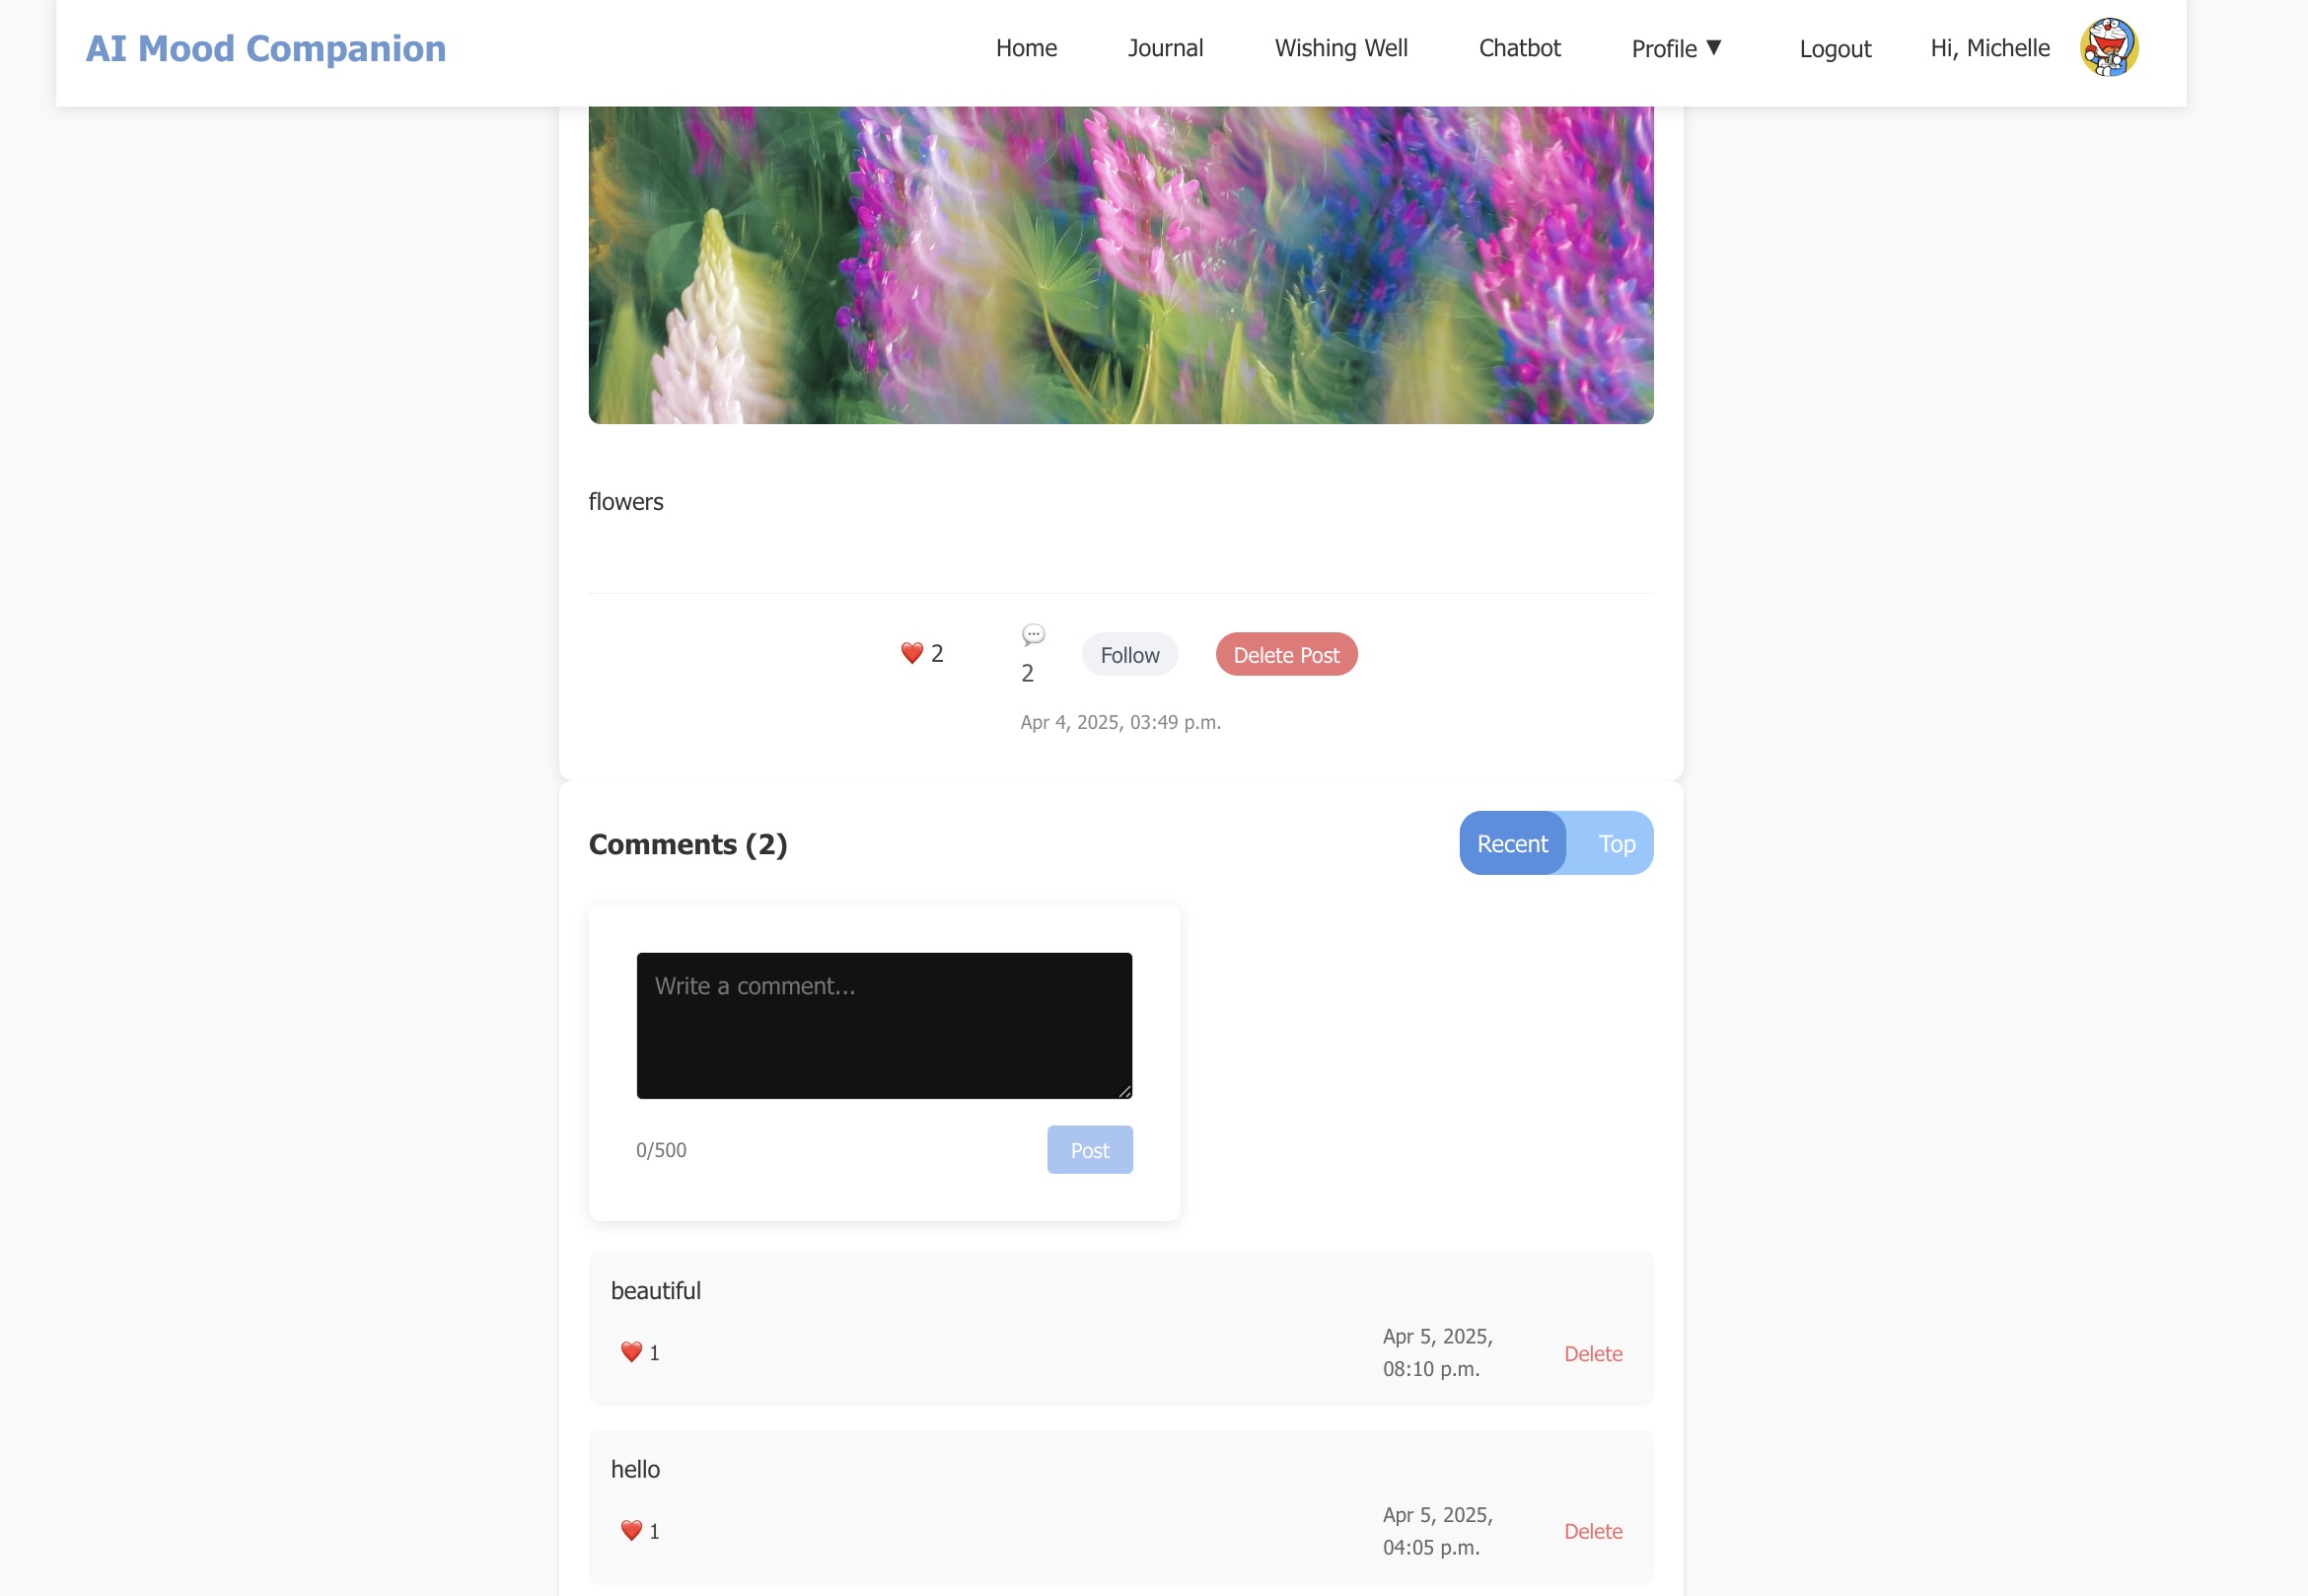 AI Mood Companion
Home Journal Wishing Well Chatbot Profile ▼ Logout Hi, Michelle
flowers
❤️ 2
💬
2
Follow
Delete Post
Apr 4, 2025, 03:49 p.m.
Comments (2)
Recent Top
Write a comment...
0/500
Post
beautiful
❤️ 1
Apr 5, 2025,
08:10 p.m.
Delete
hello
❤️ 1
Apr 5, 2025,
04:05 p.m.
Delete